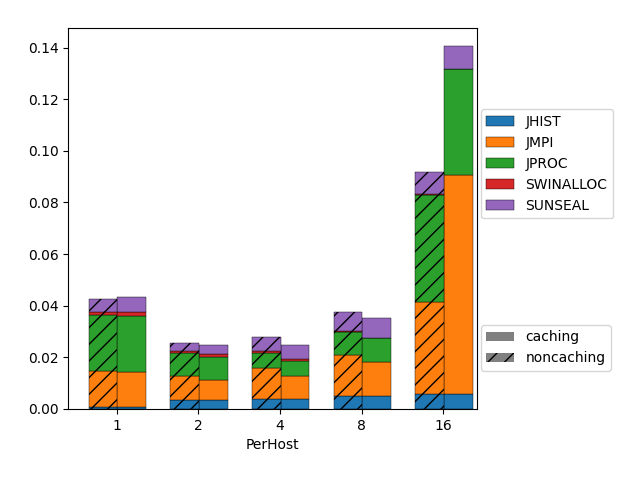 0.14
0.12
0.10
0.08
0.06
0.04
0.02
0.00
1 2 4 8 16
PerHost
JHIST
JMPI
JPROC
SWINALLOC
SUNSEAL
caching
noncaching